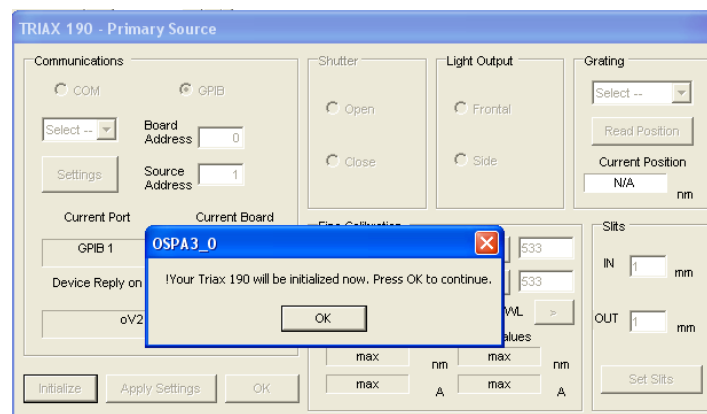 TRIAX 190 - Primary Source
Communications
COM
GPIB
Select --
Board Address
0
Settings
Source Address
1
Current Port
Current Board
GPIB 1
Device Reply on
oV2
Initialize
Apply Settings
OK
Shutter
Open
Close
Light Output
Frontal
Side
Grating
Select --
Read Position
Current Position
N/A
nm
OSPA3_0
!Your Triax 190 will be initialized now. Press OK to continue.
OK
533
533
WL
>
max
nm
max
nm
max
A
max
A
Slits
IN
1
mm
OUT
1
mm
Set Slits